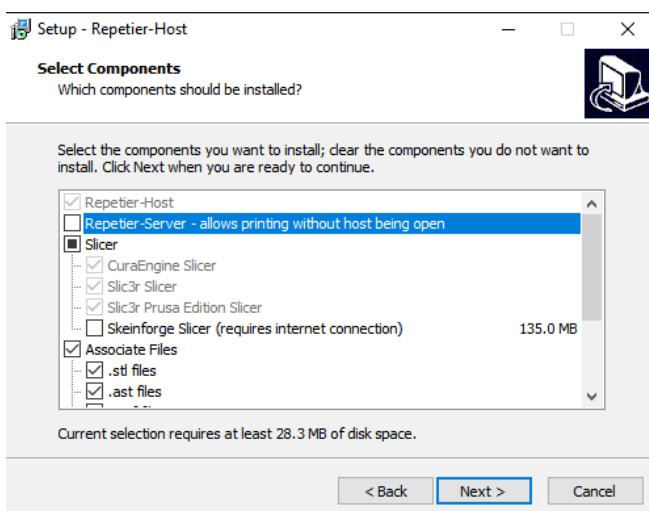 Setup - Repetier-Host
Select Components
Which components should be installed?
Select the components you want to install; clear the components you do not want to
install. Click Next when you are ready to continue.
Repetier-Host
Repetier-Server - allows printing without host being open
Slicer
CuraEngine Slicer
Slic3r Slicer
Slic3r Prusa Edition Slicer
Skeinforge Slicer (requires internet connection) 135.0 MB
Associate Files
.stl files
.ast files
Current selection requires at least 28.3 MB of disk space.
< Back Next > Cancel